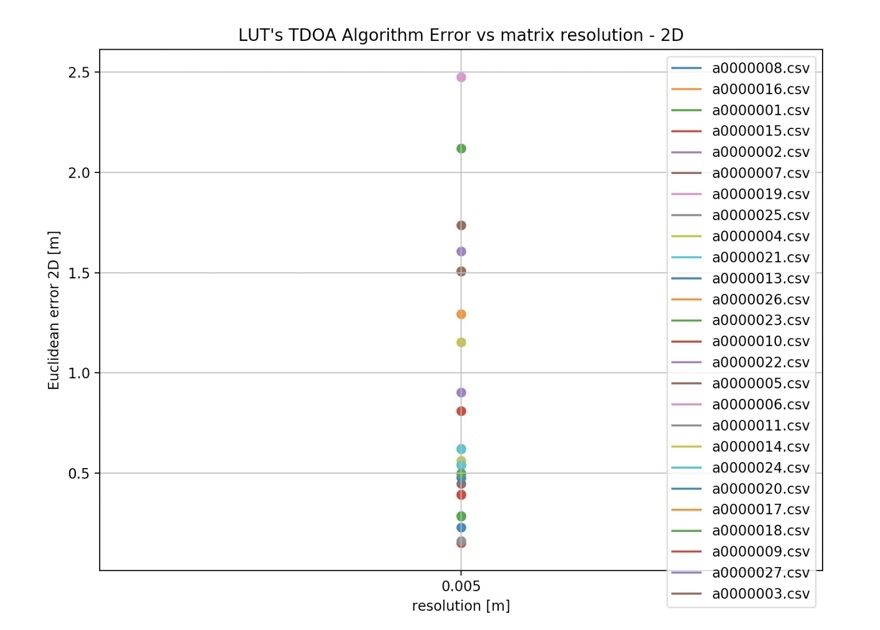 LUT's TDOA Algorithm Error vs matrix resolution - 2D
2.5
2.0
1.5
1.0
0.5
Euclidean error 2D [m]
0.005
resolution [m]
a0000008.csv
a0000016.csv
a0000001.csv
a0000015.csv
a0000002.csv
a0000007.csv
a0000019.csv
a0000025.csv
a0000004.csv
a0000021.csv
a0000013.csv
a0000026.csv
a0000023.csv
a0000010.csv
a0000022.csv
a0000005.csv
a0000006.csv
a0000011.csv
a0000014.csv
a0000024.csv
a0000020.csv
a0000017.csv
a0000018.csv
a0000009.csv
a0000027.csv
a0000003.csv